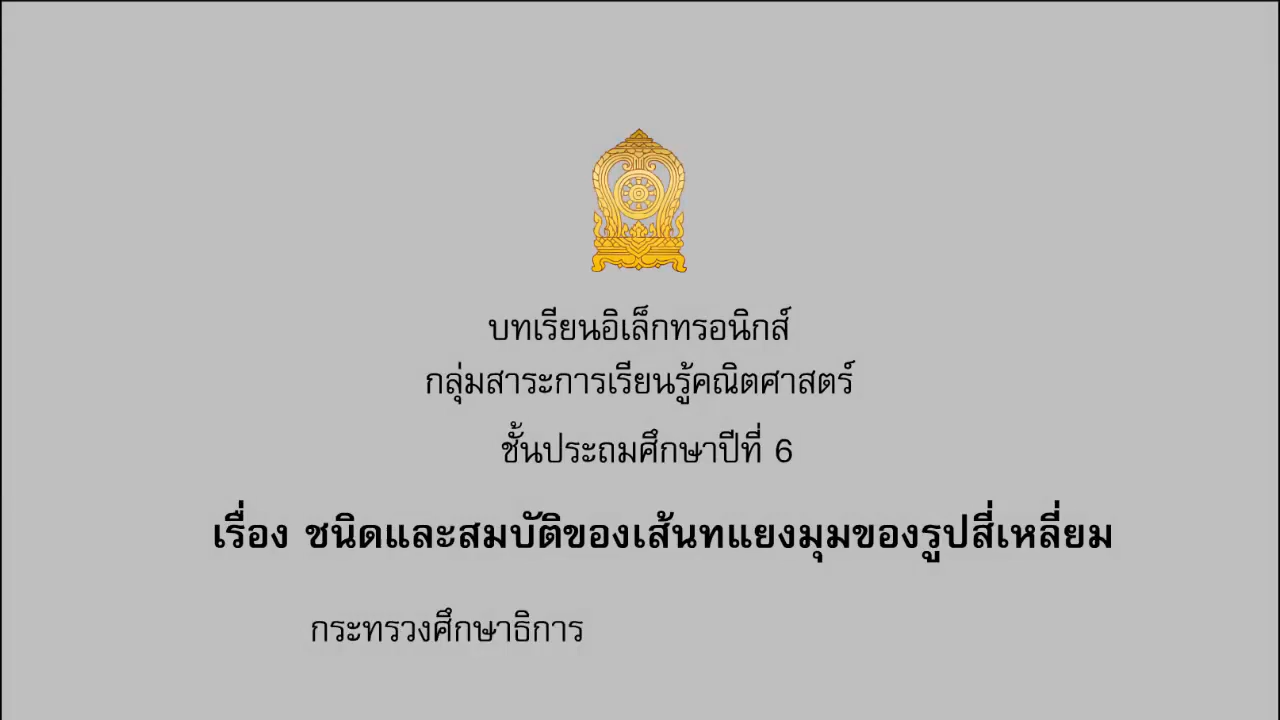 บทเรียนอิเล็กทรอนิกส์
กลุ่มสาระการเรียนรู้คณิตศาสตร์
ชั้นประถมศึกษาปีที่ 6
เรื่อง ชนิดและสมบัติของเส้นทแยงมุมของรูปสี่เหลี่ยม
กระทรวงศึกษาธิการ